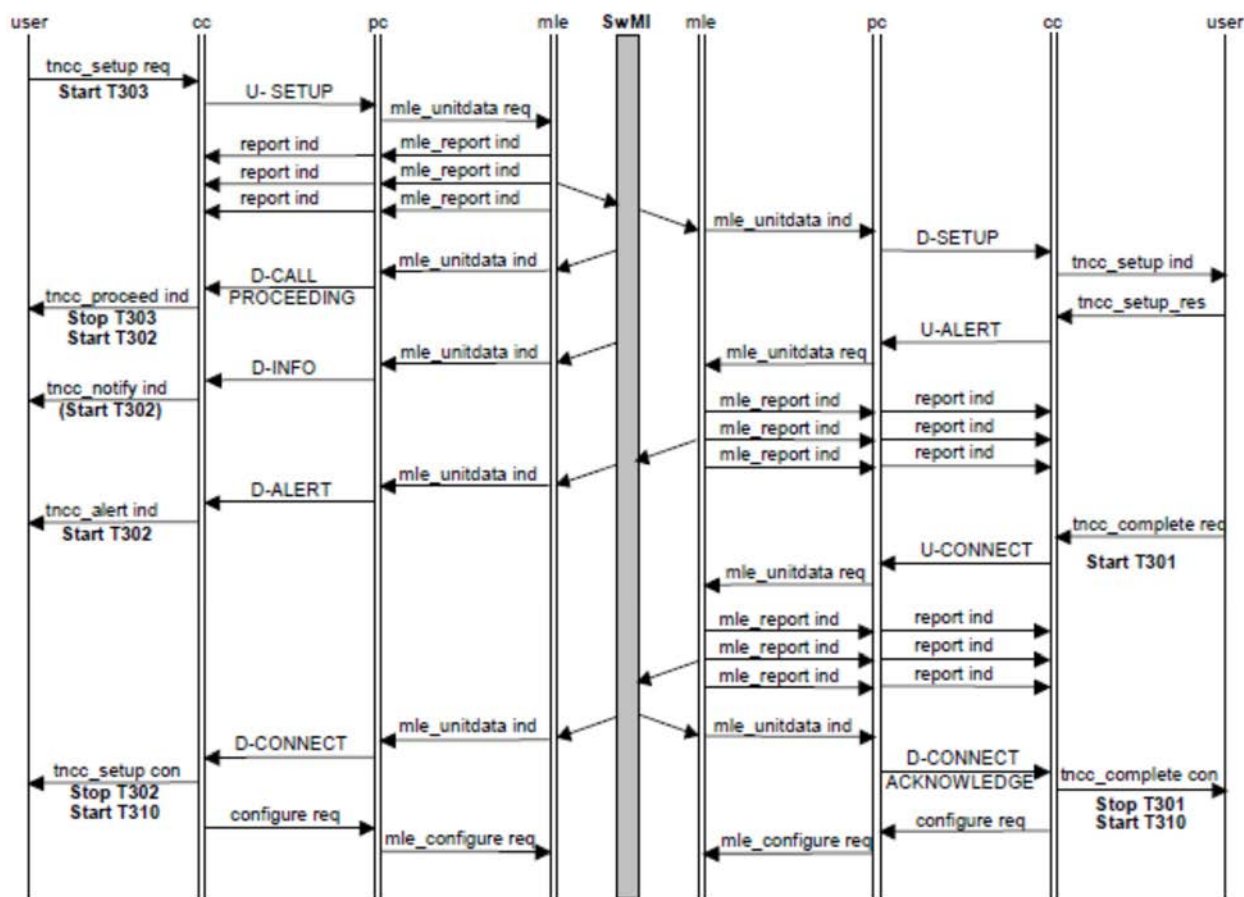 user cc pc mle SwMI mle pc cc user
tncc_setup req
Start T303
U- SETUP
mle_unitdata req
report ind mle_report ind
report ind mle_report ind
report ind mle_report ind
mle_unitdata ind
D-SETUP
mle_unitdata ind
tncc_setup ind
D-CALL
PROCEEDING
tncc_proceed ind
Stop T303
Start T302
tncc_setup_res
U-ALERT
mle_unitdata ind
mle_unitdata req
D-INFO
tncc_notify ind
(Start T302)
mle_report ind report ind
mle_report ind report ind
mle_report ind report ind
mle_unitdata ind
D-ALERT
tncc_alert ind
Start T302
tncc_complete req
Start T301
U-CONNECT
mle_unitdata req
mle_report ind report ind
mle_report ind report ind
mle_report ind report ind
mle_unitdata ind
mle_unitdata ind
D-CONNECT
D-CONNECT
ACKNOWLEDGE
tncc_setup con
Stop T302
Start T310
tncc_complete con
Stop T301
Start T310
configure req
configure req
mle_configure req
mle_configure req